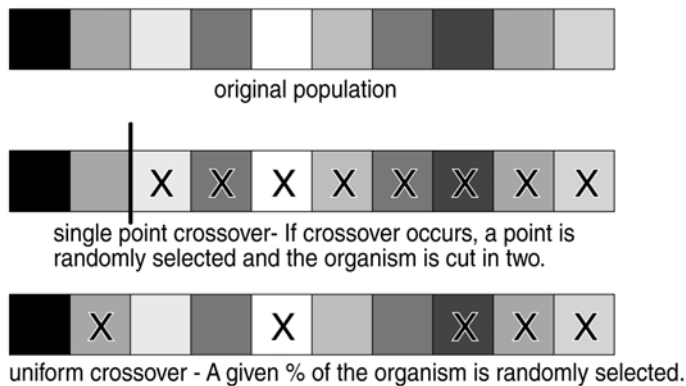 original population
X X X X X X X X
single point crossover- If crossover occurs, a point is
randomly selected and the organism is cut in two.
X X X X X
uniform crossover - A given % of the organism is randomly selected.